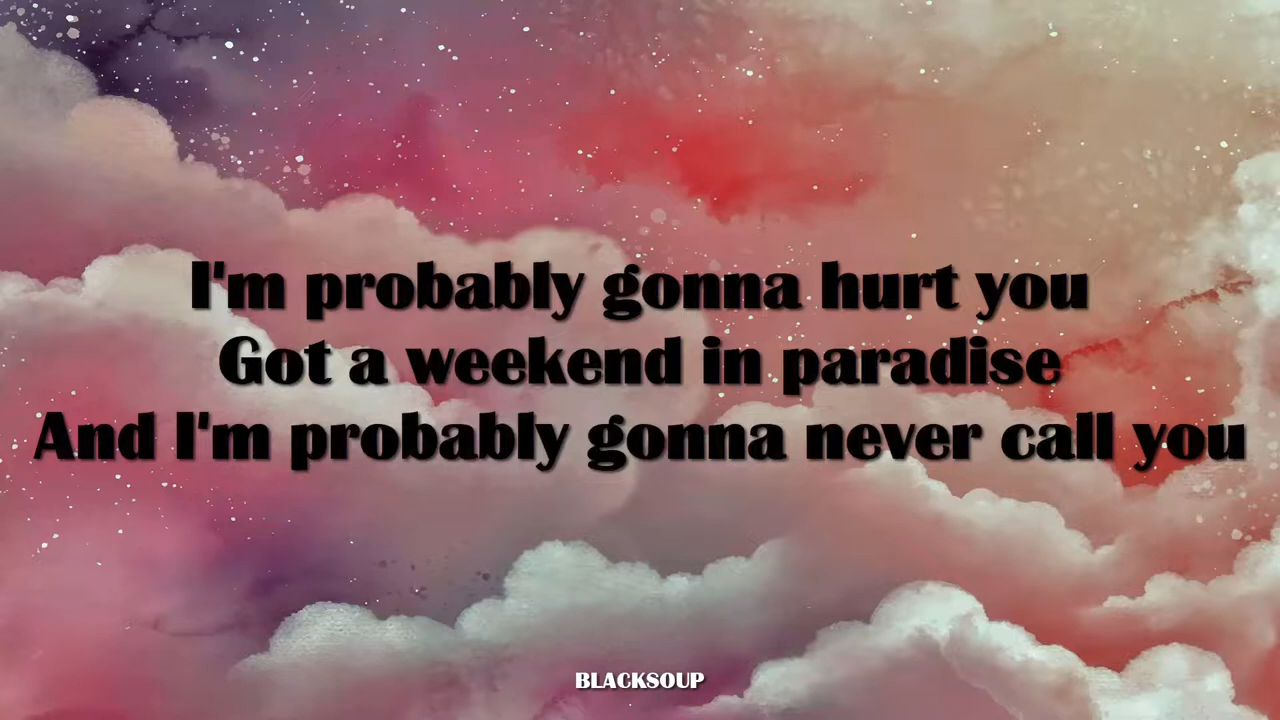 I'm probably gonna hurt you
Got a weekend in paradise
And I'm probably gonna never call you
BLACKSOUP